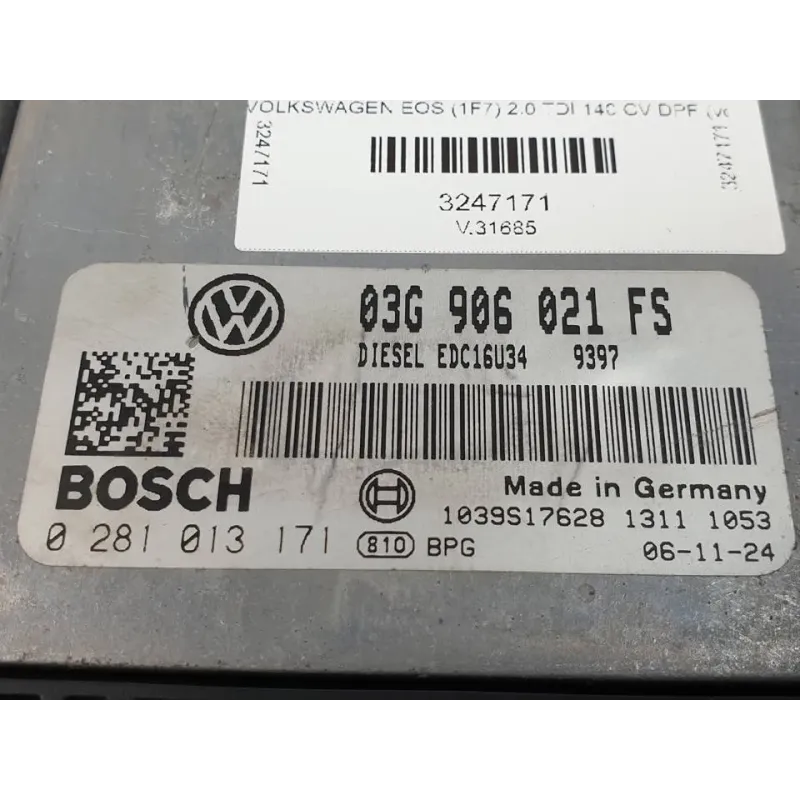 VOLKSWAGEN EOS (1F7) 2.0 TDI 140 CV DPF
3247171
3247171
3247171
V.31685
VW
03G 906 021 FS
DIESEL EDC16U34 9397
BOSCH
Made in Germany
1039S17628 1311 1053
0 281 013 171
810 BPG
06-11-24